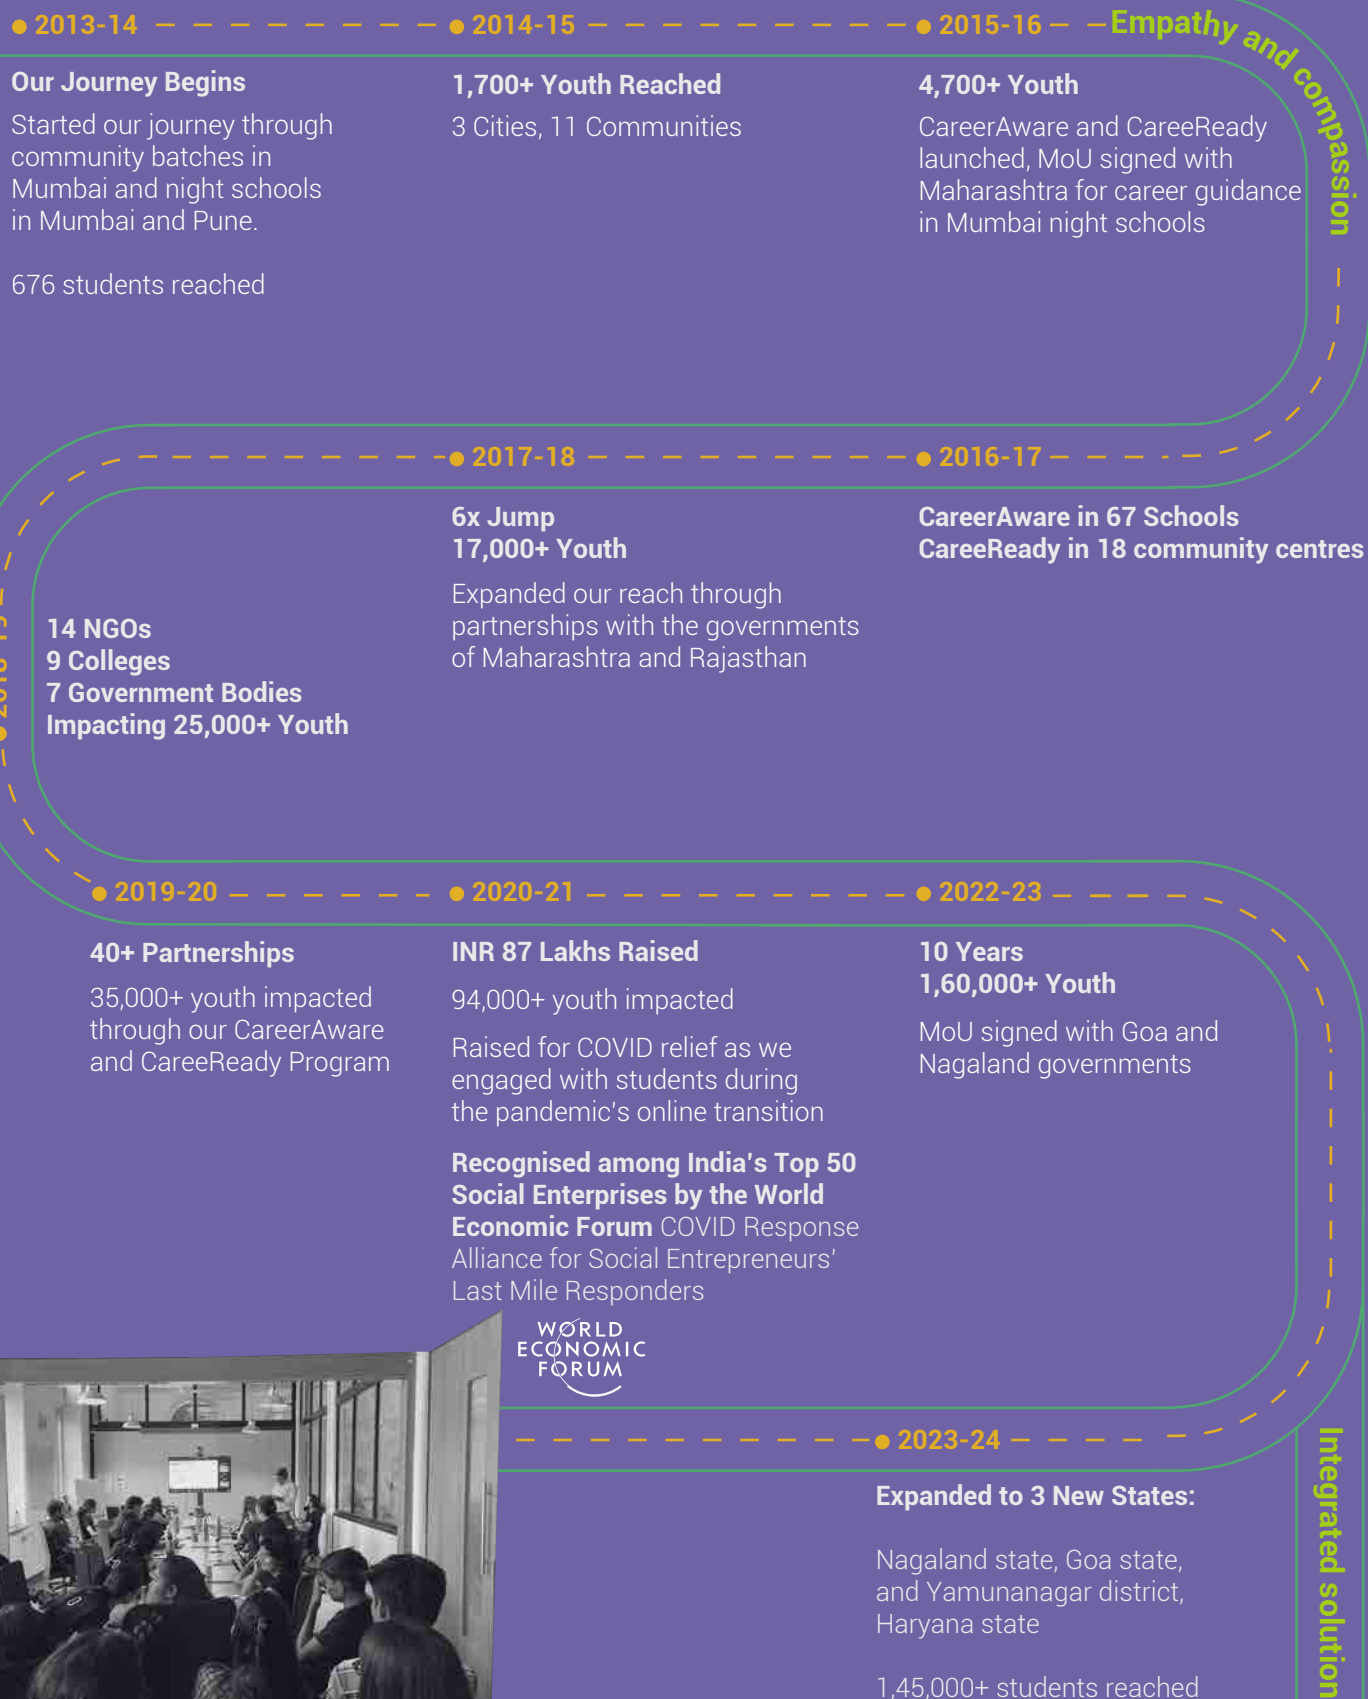 2013-14
2014-15
2015-16
Empathy and compassion
Our Journey Begins
Started our journey through
community batches in
Mumbai and night schools
in Mumbai and Pune.
676 students reached
1,700+ Youth Reached
3 Cities, 11 Communities
4,700+ Youth
CareerAware and CareeReady
launched, MoU signed with
Maharashtra for career guidance
in Mumbai night schools
2017-18
2016-17
6x Jump
17,000+ Youth
Expanded our reach through
partnerships with the governments
of Maharashtra and Rajasthan
CareerAware in 67 Schools
CareeReady in 18 community centres
14 NGOs
9 Colleges
7 Government Bodies
Impacting 25,000+ Youth
2019-20
2020-21
2022-23
40+ Partnerships
35,000+ youth impacted
through our CareerAware
and CareeReady Program
INR 87 Lakhs Raised
94,000+ youth impacted
Raised for COVID relief as we
engaged with students during
the pandemic's online transition
Recognised among India's Top 50
Social Enterprises by the World
Economic Forum COVID Response
Alliance for Social Entrepreneurs'
Last Mile Responders
WORLD
ECONOMIC
FORUM
10 Years
1,60,000+ Youth
MoU signed with Goa and
Nagaland governments
2023-24
Expanded to 3 New States:
Nagaland state, Goa state,
and Yamunanagar district,
Haryana state
1,45,000+ students reached
Integrated solution